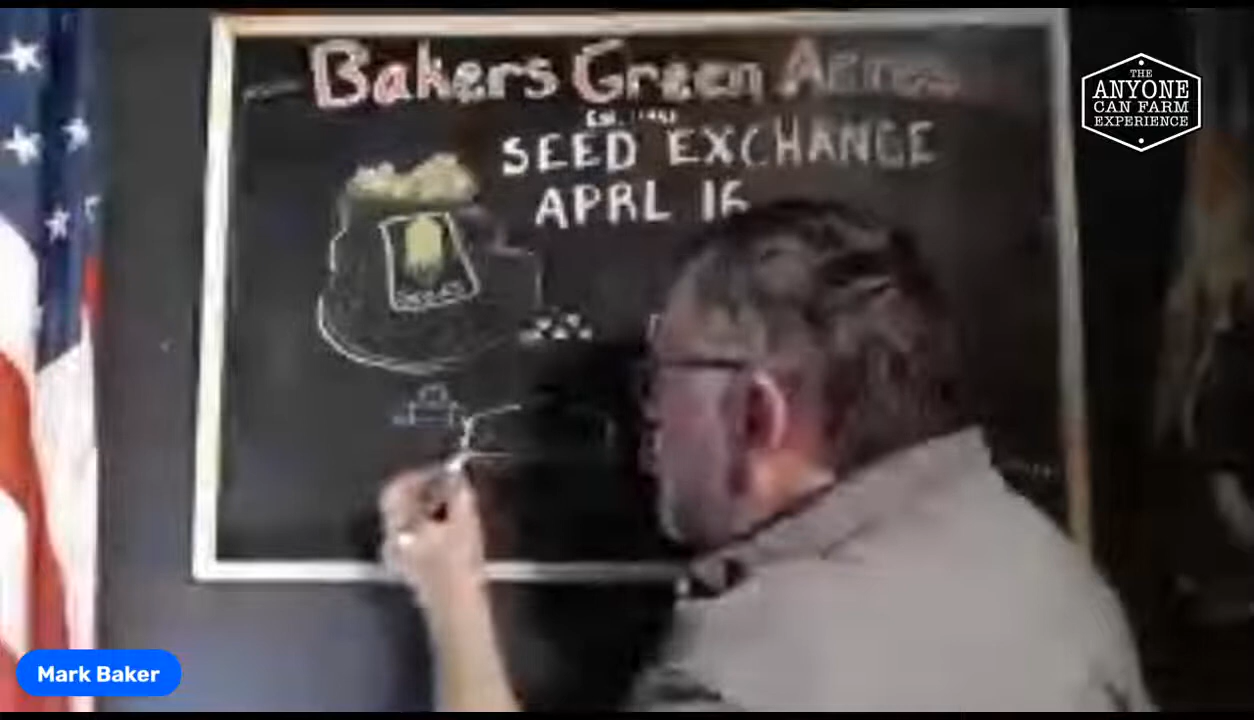 Bakers Green Acres
SEED EXCHANGE
APRL 16
THE
ANYONE
CAN FARM
EXPERIENCE
Mark Baker